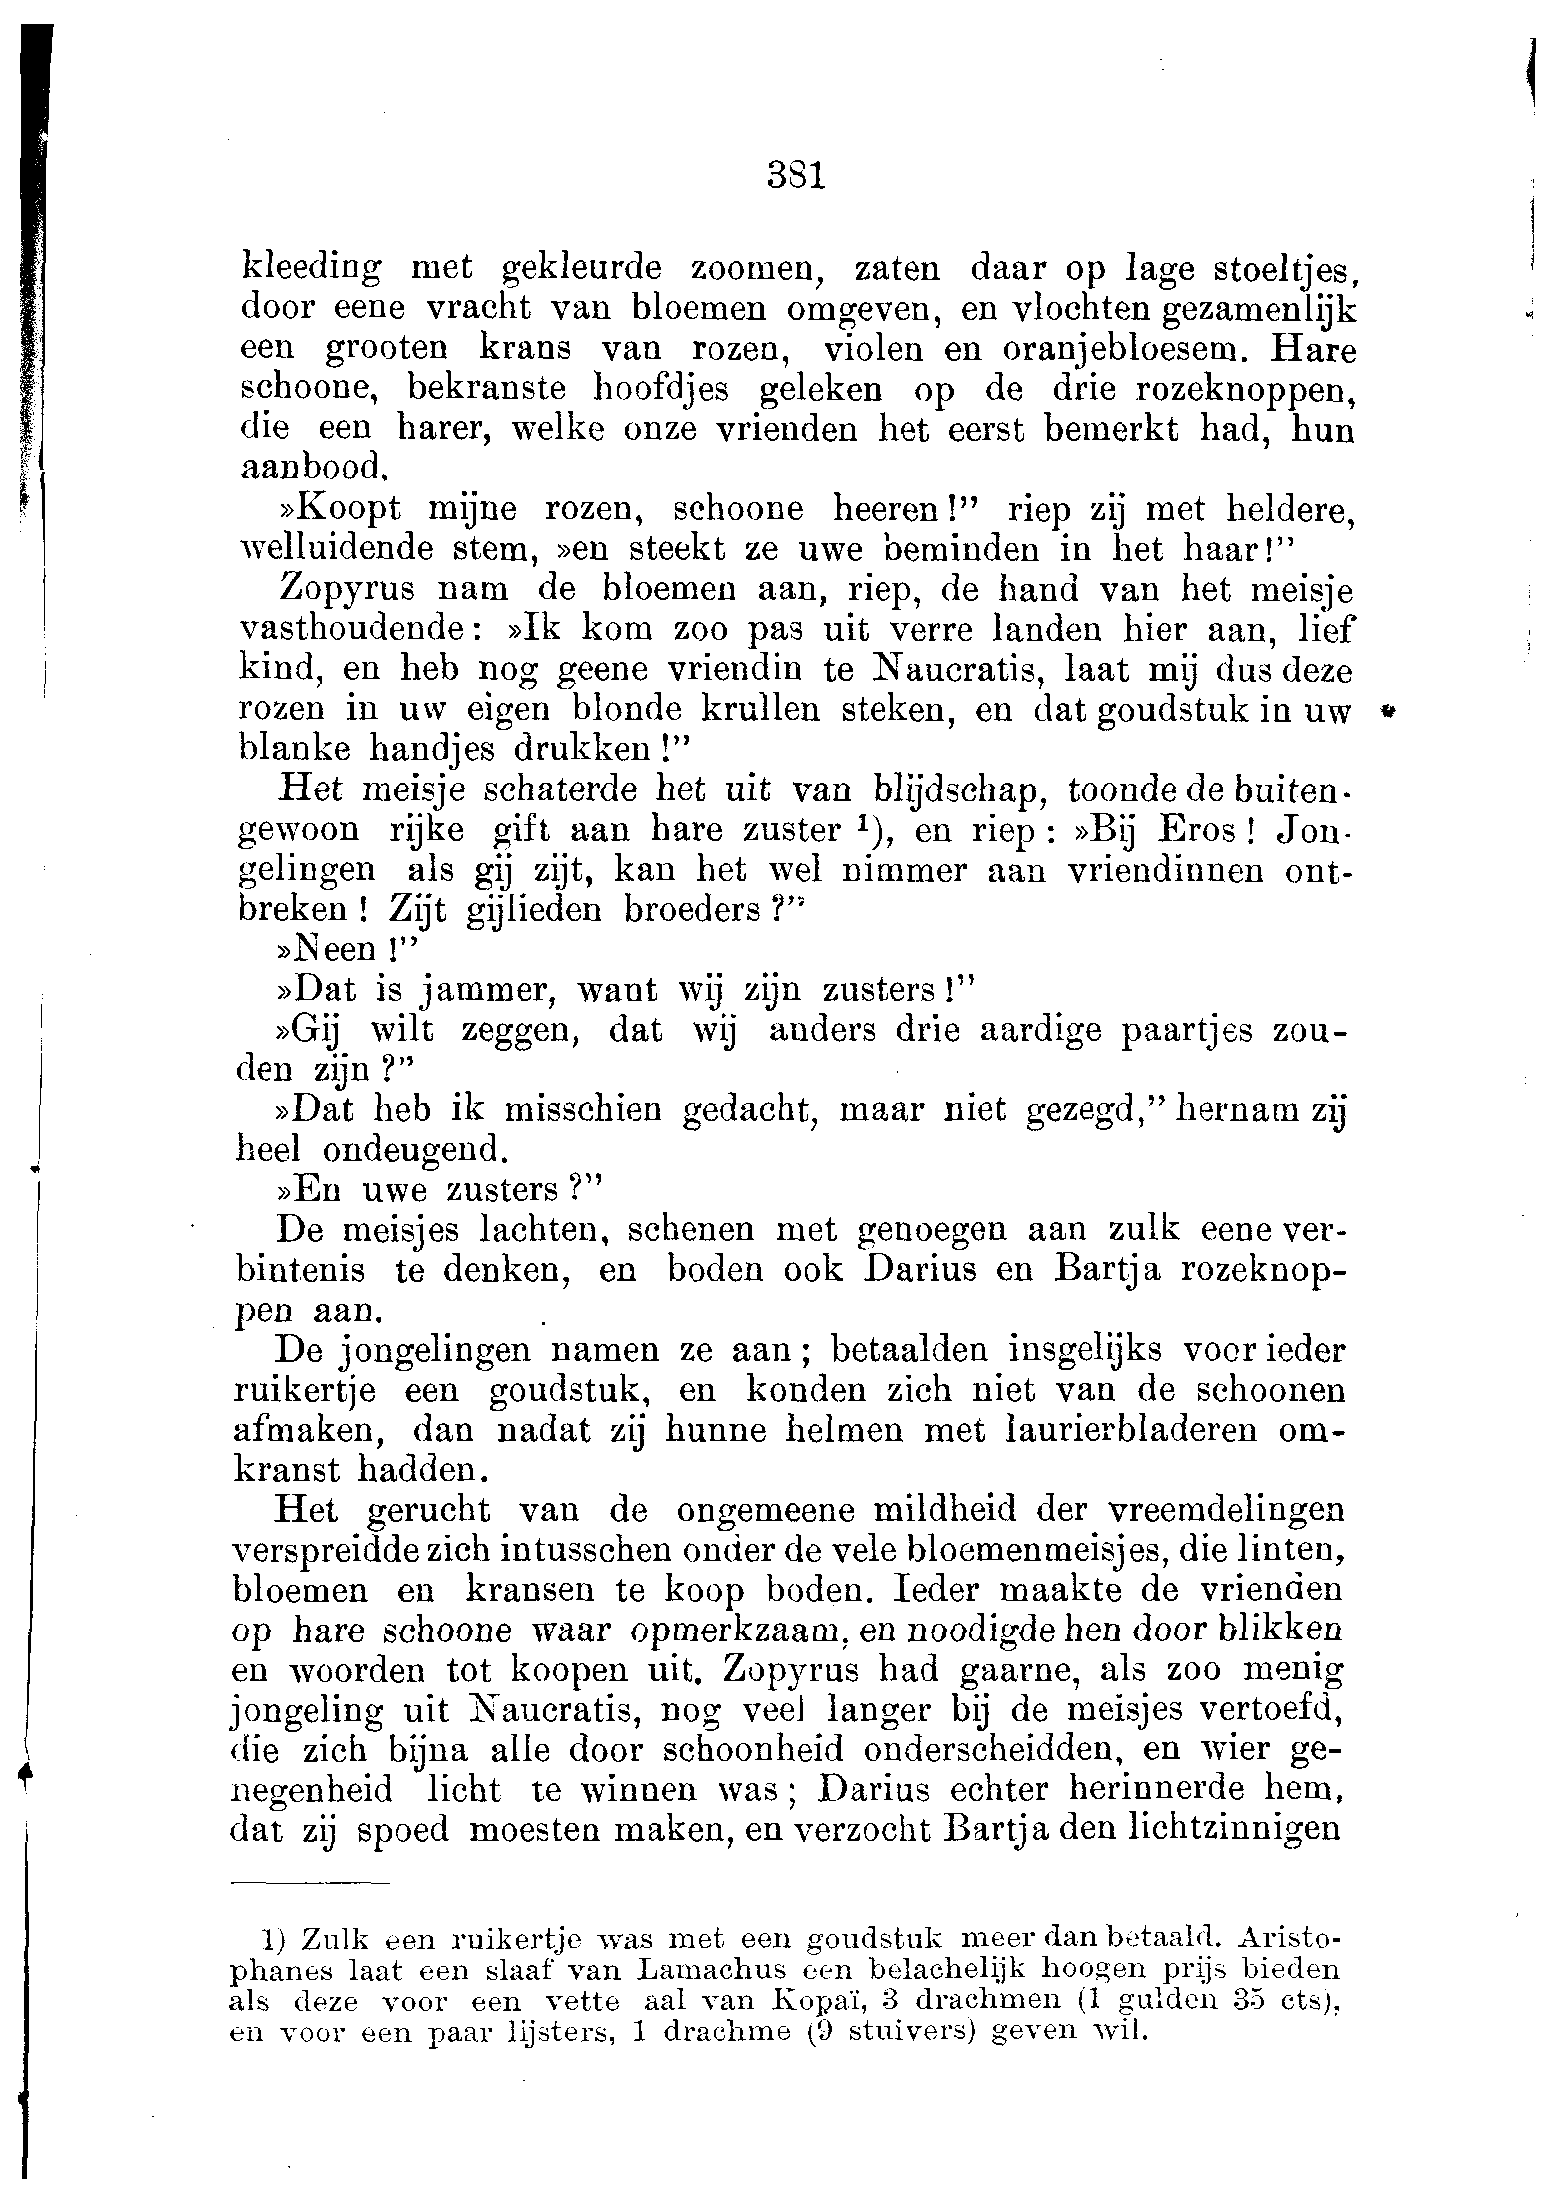 381
kleeding met gekleurde zoomen, zaten daar op lage stoeltjes,
door eene vracht van bloemen omgeven, en vlochten gezamenlijk
een grooten krans van rozen, violen en oranjebloesem. Hare
schoone, bekranste hoofdjes geleken op de drie rozeknoppen,
die een harer, welke onze vrienden het eerst bemerkt had, hun
aanbood.
»Koopt mijne rozen, schoone heeren!” riep zij met heldere,
welluidende stem, »en steekt ze uwe beminden in het haar!”
Zopyrus nam de bloemen aan, riep, de hand van het meisje
vasthoudende: »Ik kom zoo pas uit verre landen hier aan, lief
kind, en heb nog geene vriendin te Naucratis, laat mij dus deze
rozen in uw eigen blonde krullen steken, en dat goudstuk in uw
blanke handjes drukken!”
Het meisje schaterde het uit van blijdschap, toonde de buiten-
gewoon rijke gift aan hare zuster ¹), en riep: »Bij Eros! Jon-
gelingen als gij zijt, kan het wel nimmer aan vriendinnen ont-
breken! Zijt gijlieden broeders?”
»Neen!”
»Dat is jammer, want wij zijn zusters!”
»Gij wilt zeggen, dat wij anders drie aardige paartjes zou-
den zijn?”
»Dat heb ik misschien gedacht, maar niet gezegd,” hernam zij
heel ondeugend.
»En uwe zusters?”
De meisjes lachten, schenen met genoegen aan zulk eene ver-
bintenis te denken, en boden ook Darius en Bartja rozeknop-
pen aan.
De jongelingen namen ze aan; betaalden insgelijks voor ieder
ruikertje een goudstuk, en konden zich niet van de schoonen
afmaken, dan nadat zij hunne helmen met laurierbladeren om-
kranst hadden.
Het gerucht van de ongemeene mildheid der vreemdelingen
verspreidde zich intusschen onder de vele bloemenmeisjes, die linten,
bloemen en kransen te koop boden. Ieder maakte de vrienden
op hare schoone waar opmerkzaam, en noodigde hen door blikken
en woorden tot koopen uit. Zopyrus had gaarne, als zoo menig
jongeling uit Naucratis, nog veel langer bij de meisjes vertoefd,
die zich bijna alle door schoonheid onderscheidden, en wier ge-
negenheid licht te winnen was; Darius echter herinnerde hem,
dat zij spoed moesten maken, en verzocht Bartja den lichtzinnigen
1) Zulk een ruikertje was met een goudstuk meer dan betaald. Aristo-
phanes laat een slaaf van Lamachus een belachelijk hoogen prijs bieden
als deze voor een vette aal van Kopaï, 3 drachmen (1 gulden 35 cts),
en voor een paar lijsters, 1 drachme (9 stuivers) geven wil.